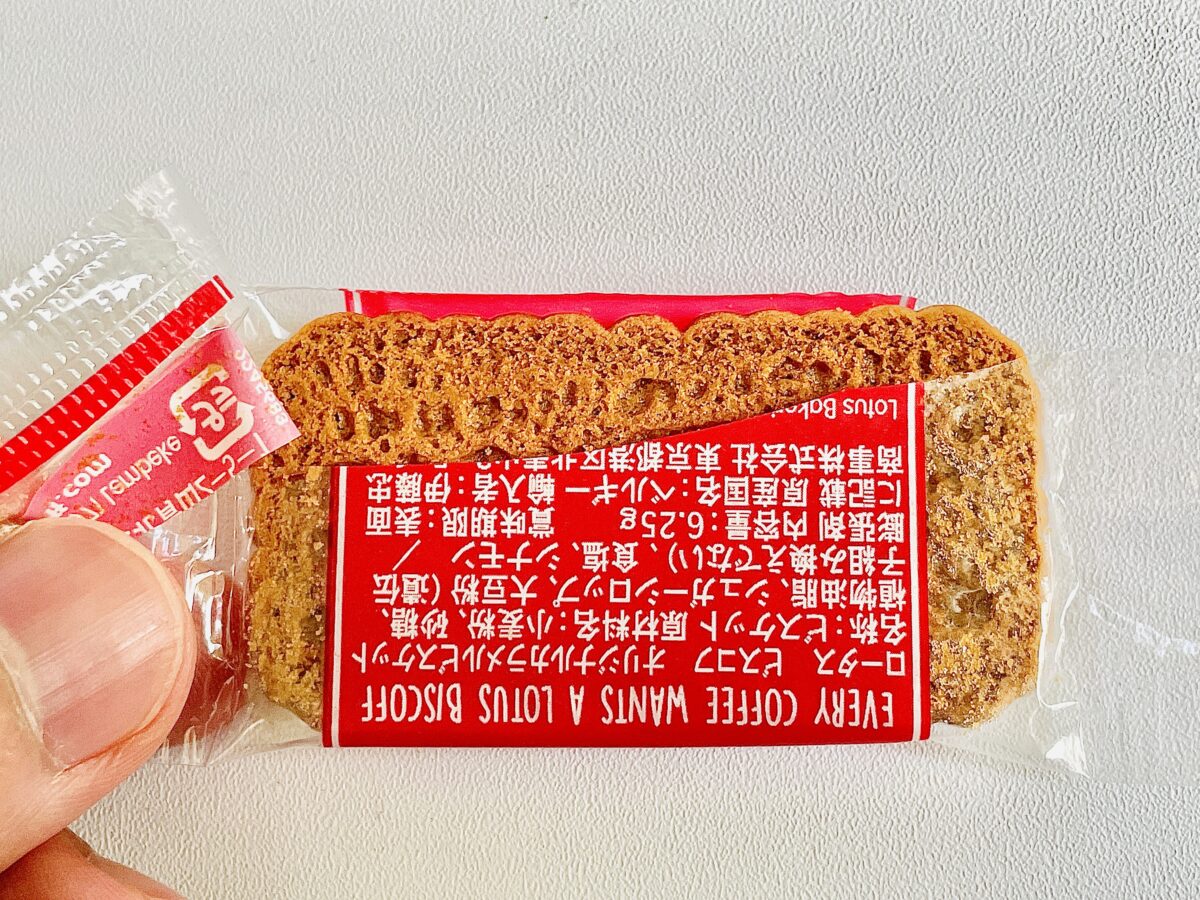 EVERY COFFEE WANTS A LOTUS BISCOFF
ロータス ビスコフ オリジナルカラメルビスケット
名称:ビスケット 原材料名:小麦粉、砂糖、
植物油脂、シュガーシロップ、大豆粉(遺伝
子組み換えでない)、食塩、シナモン /
膨張剤 内容量:6.25g 賞味期限:表面
に記載 原産国名:ベルギー 輸入者:伊藤忠
商事株式会社 東京都港区北青山
Lotus Bake
Lembeke
.com
プラ